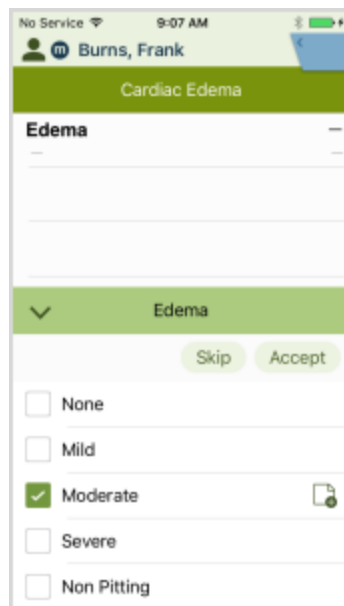 No Service 9:07 AM
m Burns, Frank
Cardiac Edema
Edema —
— —
Edema
Skip Accept
None
Mild
Moderate
Severe
Non Pitting